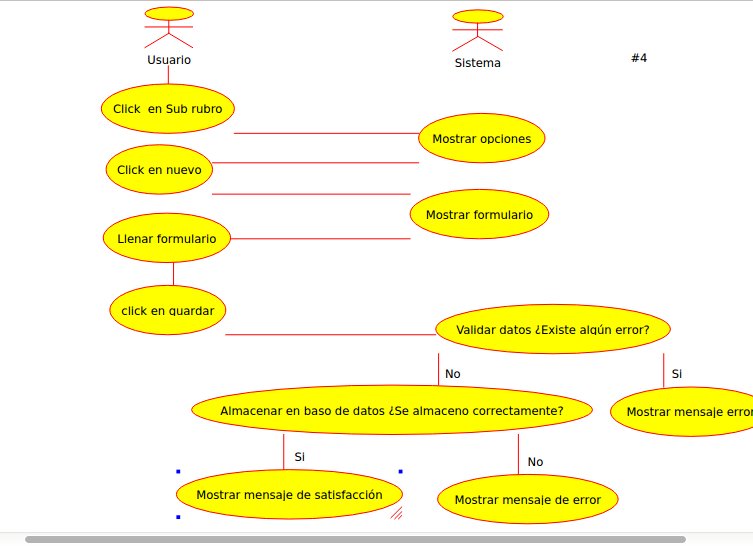 Usuario
Sistema
#4
Click en Sub rubro
Mostrar opciones
Click en nuevo
Mostrar formulario
Llenar formulario
click en guardar
Validar datos ¿Existe algún error?
No
Si
Almacenar en baso de datos ¿Se almaceno correctamente?
Mostrar mensaje error
Si
No
Mostrar mensaje de satisfacción
Mostrar mensaje de error